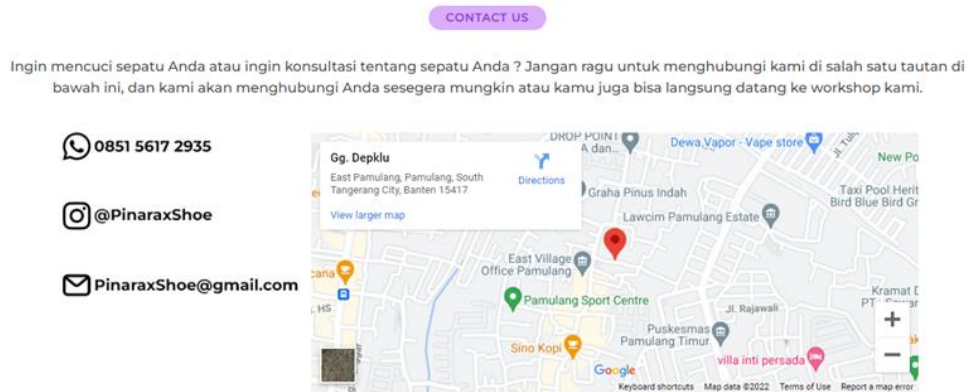 CONTACT US
Ingin mencuci sepatu Anda atau ingin konsultasi tentang sepatu Anda ? Jangan ragu untuk menghubungi kami di salah satu tautan di
bawah ini, dan kami akan menghubungi Anda sesegera mungkin atau kamu juga bisa langsung datang ke workshop kami.
0851 5617 2935
@PinaraxShoe
PinaraxShoe@gmail.com
Gg. Depklu
East Pamulang, Pamulang, South
Tangerang City, Banten 15417
Directions
View larger map
DROP POINT
A dan...
Dewa Vapor - Vape store
New Po
Graha Pinus Indah
Taxi Pool Herit
Bird Blue Bird Gr
Lawcim Pamulang Estate
East Village
Office Pamulang
cana
HS
Pamulang Sport Centre
Kramat
PT
Jl. Rajawali
Puskesmas
Pamulang Timur
Sino Kopi
villa inti persada
Google
Keyboard shortcuts Map data ©2022 Terms of Use Report a map error